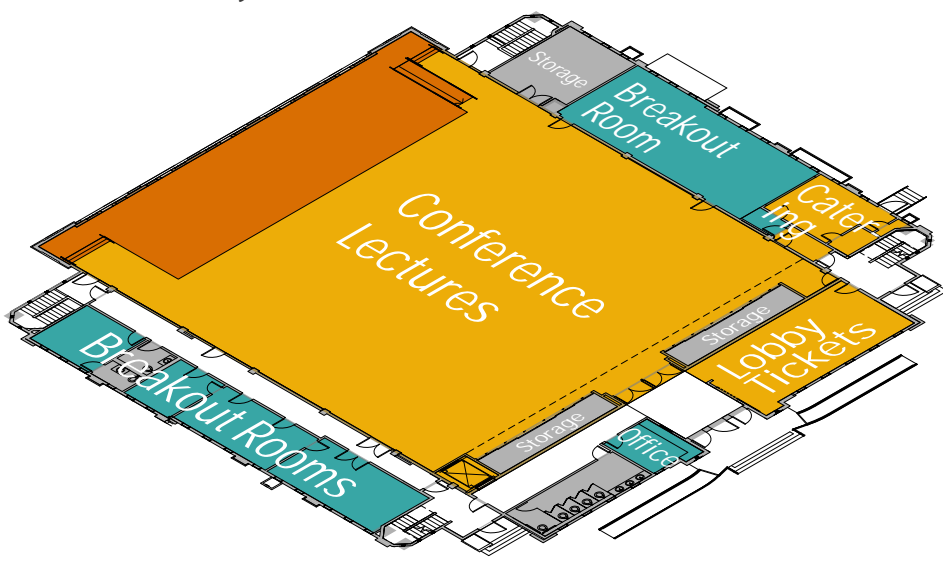 Storage
Breakout
Room
Cater-
ing
Conference
Lectures
Storage
Lobby
Tickets
Breakout Rooms
Storage
Office